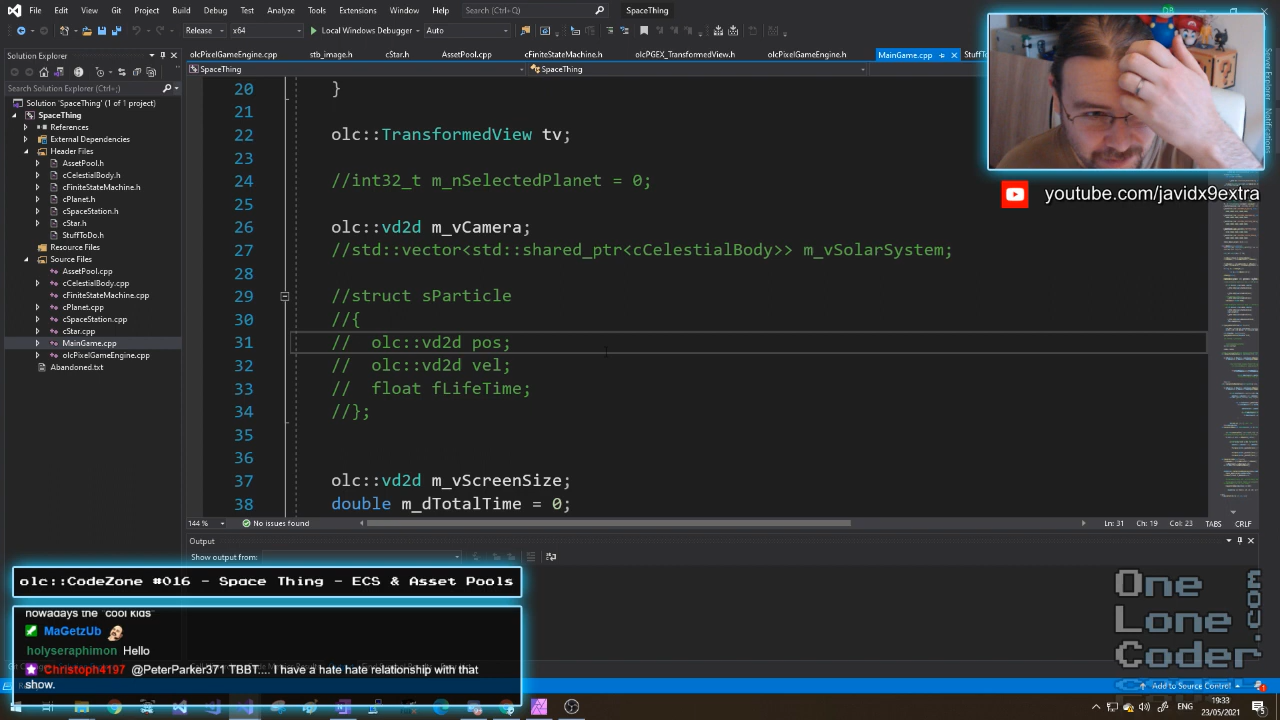 File Edit View Git Project Build Debug Test Analyze Tools Extensions Window Help Search (Ctrl+Q) SpaceThing
Release x64 Local Windows Debugger Auto
Solution Explorer
olcPixelGameEngine.cpp stb_image.h cStar.h AssetPool.cpp cFiniteStateMachine.h olcPGEX_TransformedView.h olcPixelGameEngine.h MainGame.cpp
SpaceThing SpaceThing
Search Solution Explorer (Ctrl+;)
Solution 'SpaceThing' (1 of 1 project)
SpaceThing
References
External Dependencies
Header Files
AssetPool.h
cCelestialBody.h
cFiniteStateMachine.h
cPlanet.h
cSpaceStation.h
cStar.h
StuffToDo.h
Resource Files
Source Files
AssetPool.cpp
cCelestialBody.cpp
cFiniteStateMachine.cpp
cPlanet.cpp
cSpaceStation.cpp
cStar.cpp
MainGame.cpp
olcPixelGameEngine.cpp
Abandoned.txt
20 }
21
22 olc::TransformedView tv;
23
24 //int32_t m_nSelectedPlanet = 0;
25
26 olc::vd2d m_vCamera;
27
28
29 //struct sParticle
30 //{
31 // olc::vd2d pos;
32 // olc::vd2d vel;
33 // float fLifeTime;
34 //};
35
36
37 olc::vd2d m_vScreenSize;
38 double m_dTotalTime = 0;
144 % No issues found Ln: 31 Ch: 19 Col: 23 TABS CRLF
Output
Show output from:
Server Explorer
Notifications
youtube.com/javidx9extra
olc::CodeZone #016 - Space Thing - ECS & Asset Pools
nowadays the "cool kids"
MaGetzUb
holyseraphimon Hello
Christoph4197 @PeterParker371 TBBT.... I have a hate hate relationship with that
show.
One
Lone
Coder
.com
Add to Source Control
ENG
19:33
23/05/2021